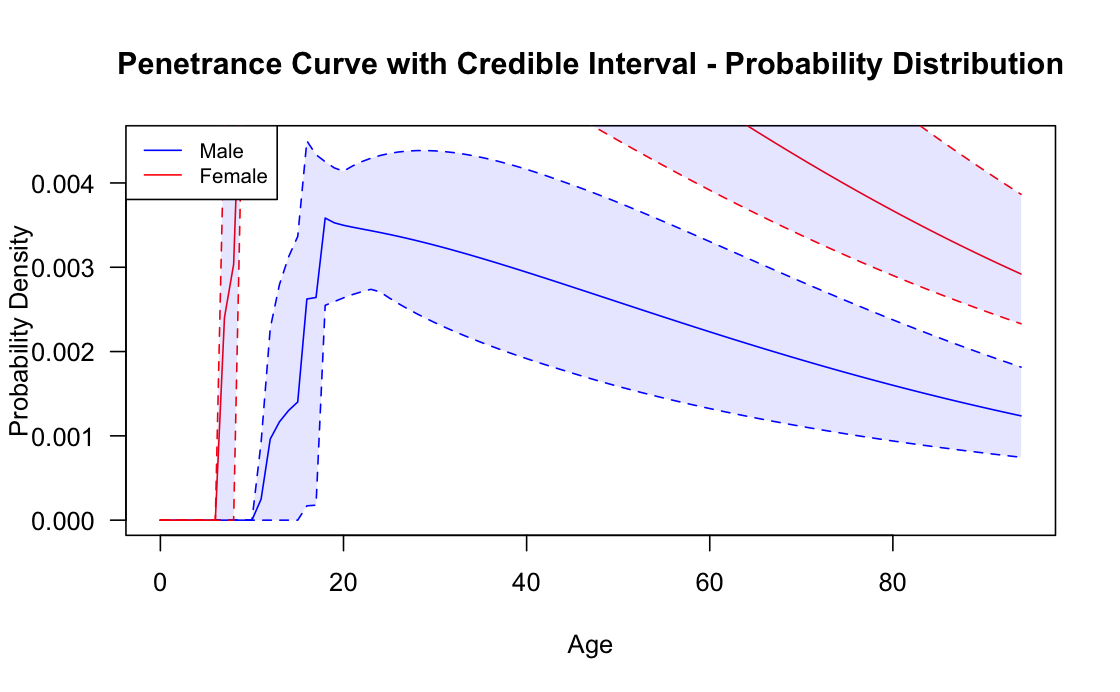 Penetrance Curve with Credible Interval - Probability Distribution
Male
Female
0.004
0.003
0.002
0.001
0.000
Probability Density
0 20 40 60 80
Age